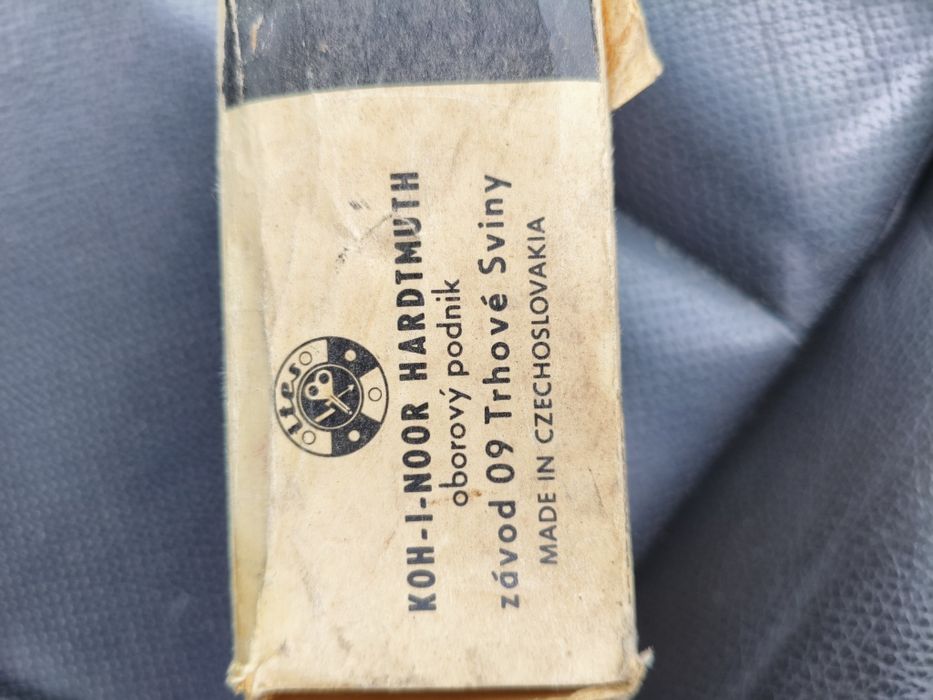 KOH-I-NOOR HARDTMUTH
oborový podnik
závod 09 Trhové Sviny
MADE IN CZECHOSLOVAKIA